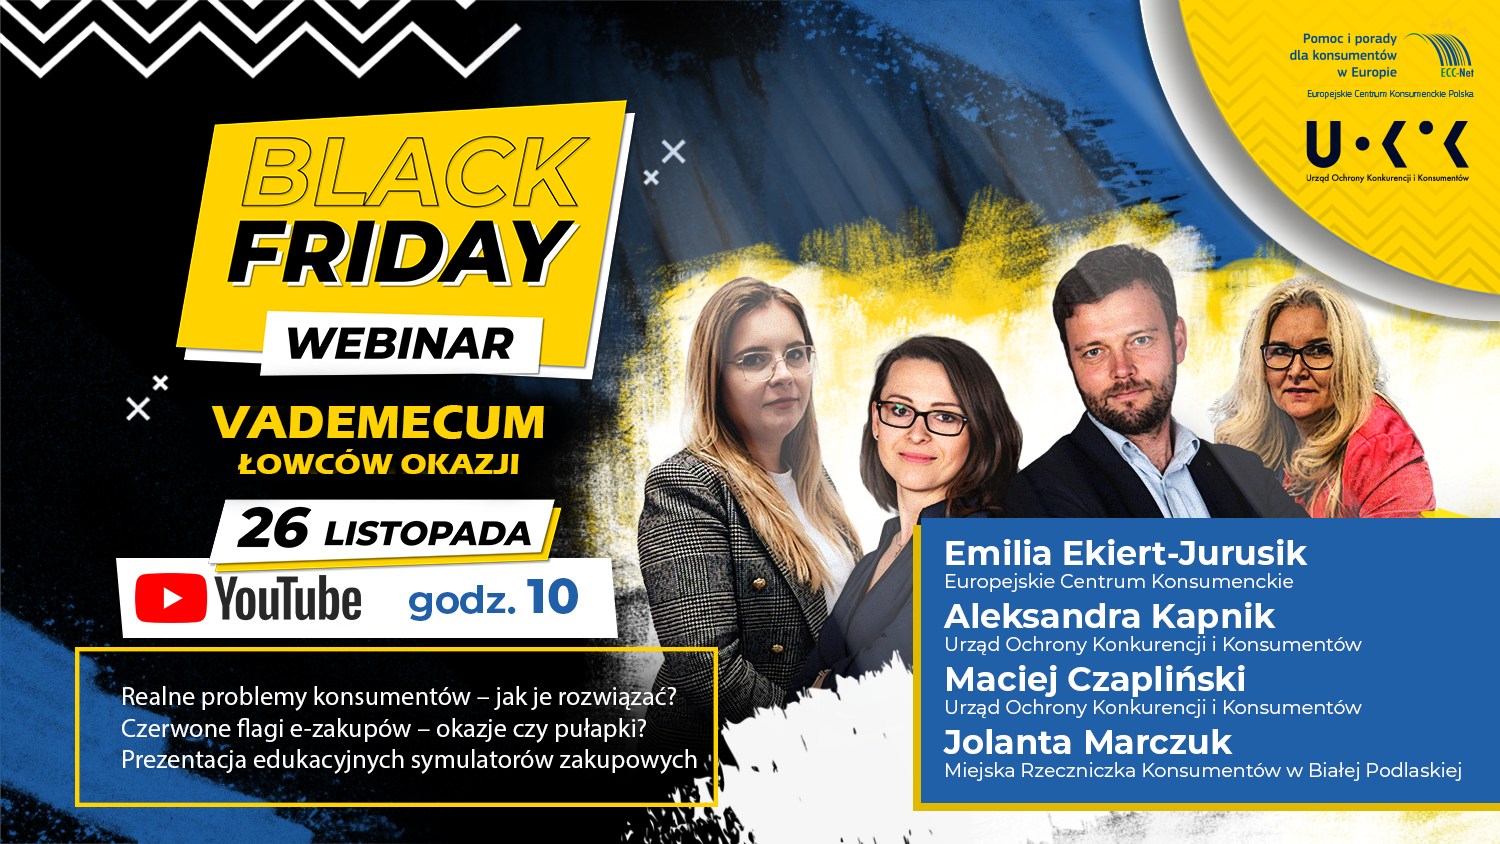 BLACK
FRIDAY
WEBINAR
VADEMECUM
ŁOWCÓW OKAZJI
26 LISTOPADA
YouTube godz. 10
Realne problemy konsumentów – jak je rozwiązać?
Czerwone flagi e-zakupów – okazje czy pułapki?
Prezentacja edukacyjnych symulatorów zakupowych
Pomoc i porady
dla konsumentów
w Europie
ECC-Net
Europejskie Centrum Konsumenckie Polska
UOKiK
Urząd Ochrony Konkurencji i Konsumentów
Emilia Ekiert-Jurusik
Europejskie Centrum Konsumenckie
Aleksandra Kapnik
Urząd Ochrony Konkurencji i Konsumentów
Maciej Czapliński
Urząd Ochrony Konkurencji i Konsumentów
Jolanta Marczuk
Miejska Rzeczniczka Konsumentów w Białej Podlaskiej